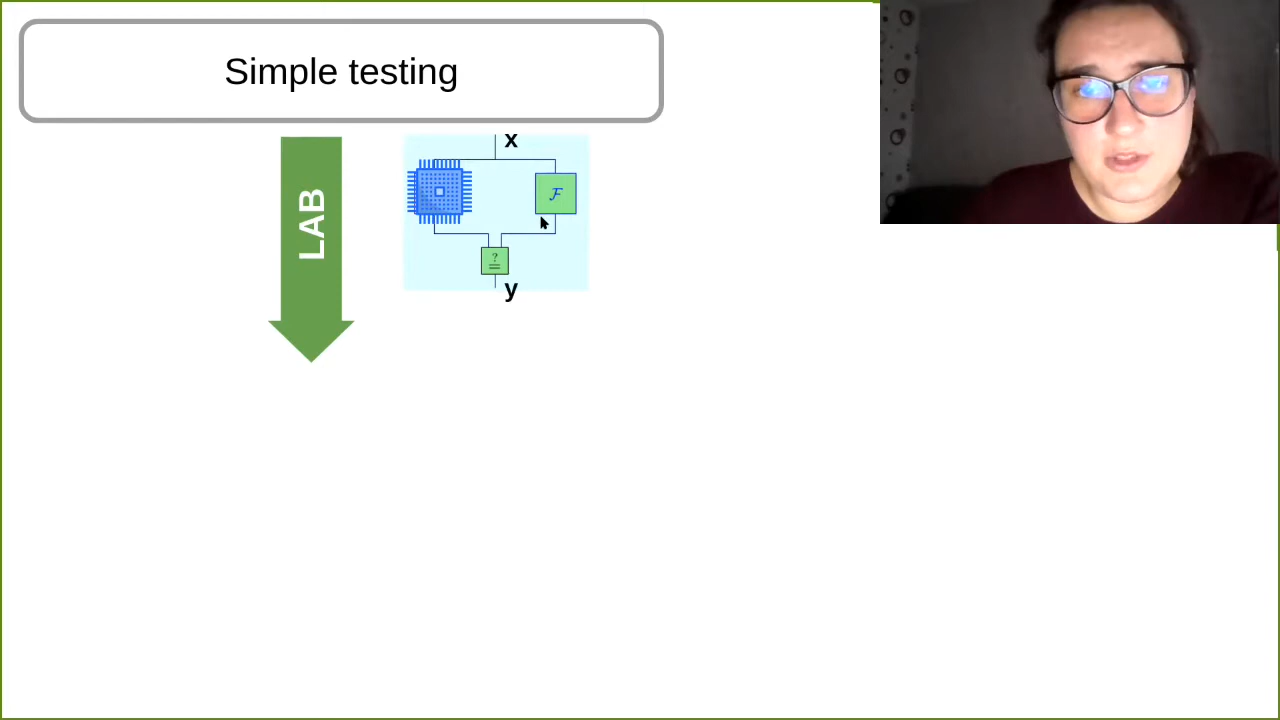 Simple testing
LAB
x
ℱ
?
=
y